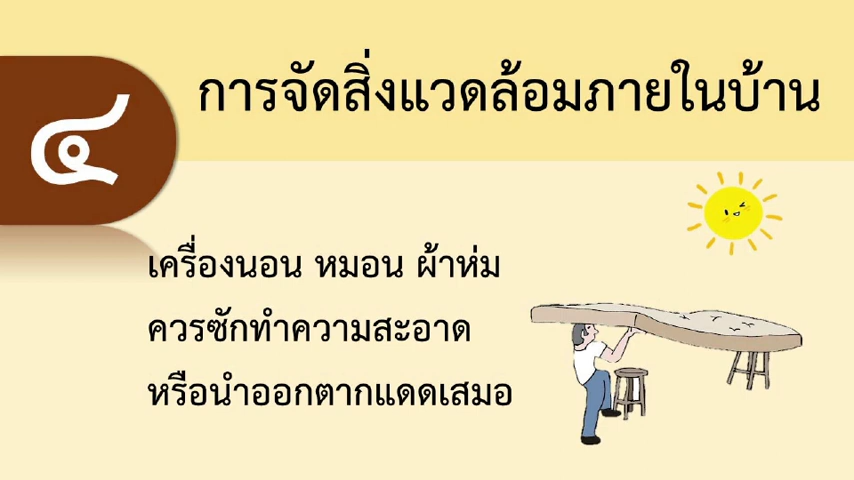 ๔
การจัดสิ่งแวดล้อมภายในบ้าน
เครื่องนอน หมอน ผ้าห่ม
ควรซักทำความสะอาด
หรือนำออกตากแดดเสมอ